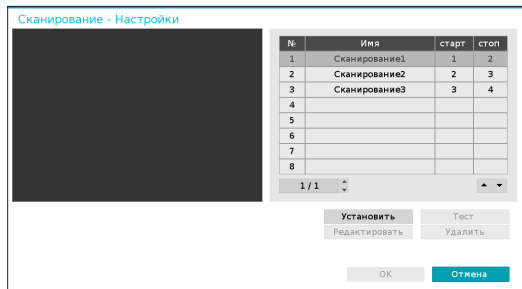 Сканирование - Настройки
№ Имя старт стоп
1 Сканирование1 1 2
2 Сканирование2 2 3
3 Сканирование3 3 4
4
5
6
7
8
1 / 1
Установить Тест
Редактировать Удалить
OK Отмена